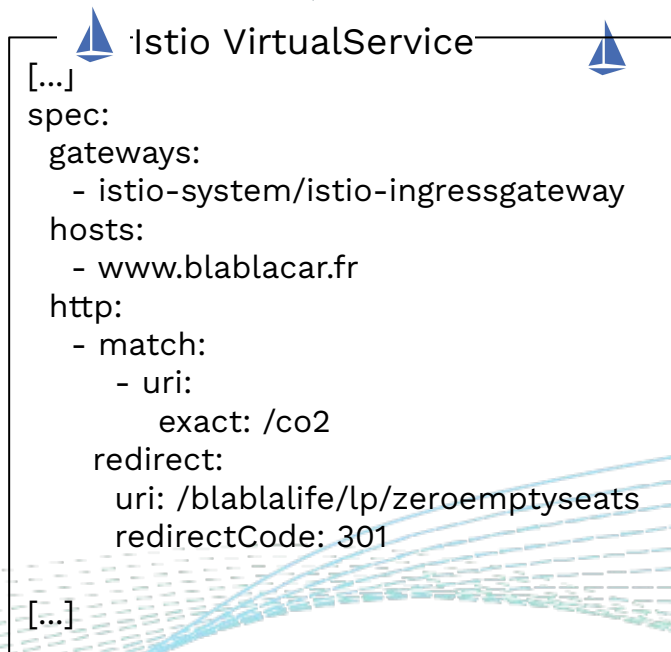 Istio VirtualService
[...]
spec:
  gateways:
    - istio-system/istio-ingressgateway
  hosts:
    - www.blablacar.fr
  http:
    - match:
        - uri:
            exact: /co2
      redirect:
        uri: /blablalife/lp/zeroemptyseats
        redirectCode: 301
[...]